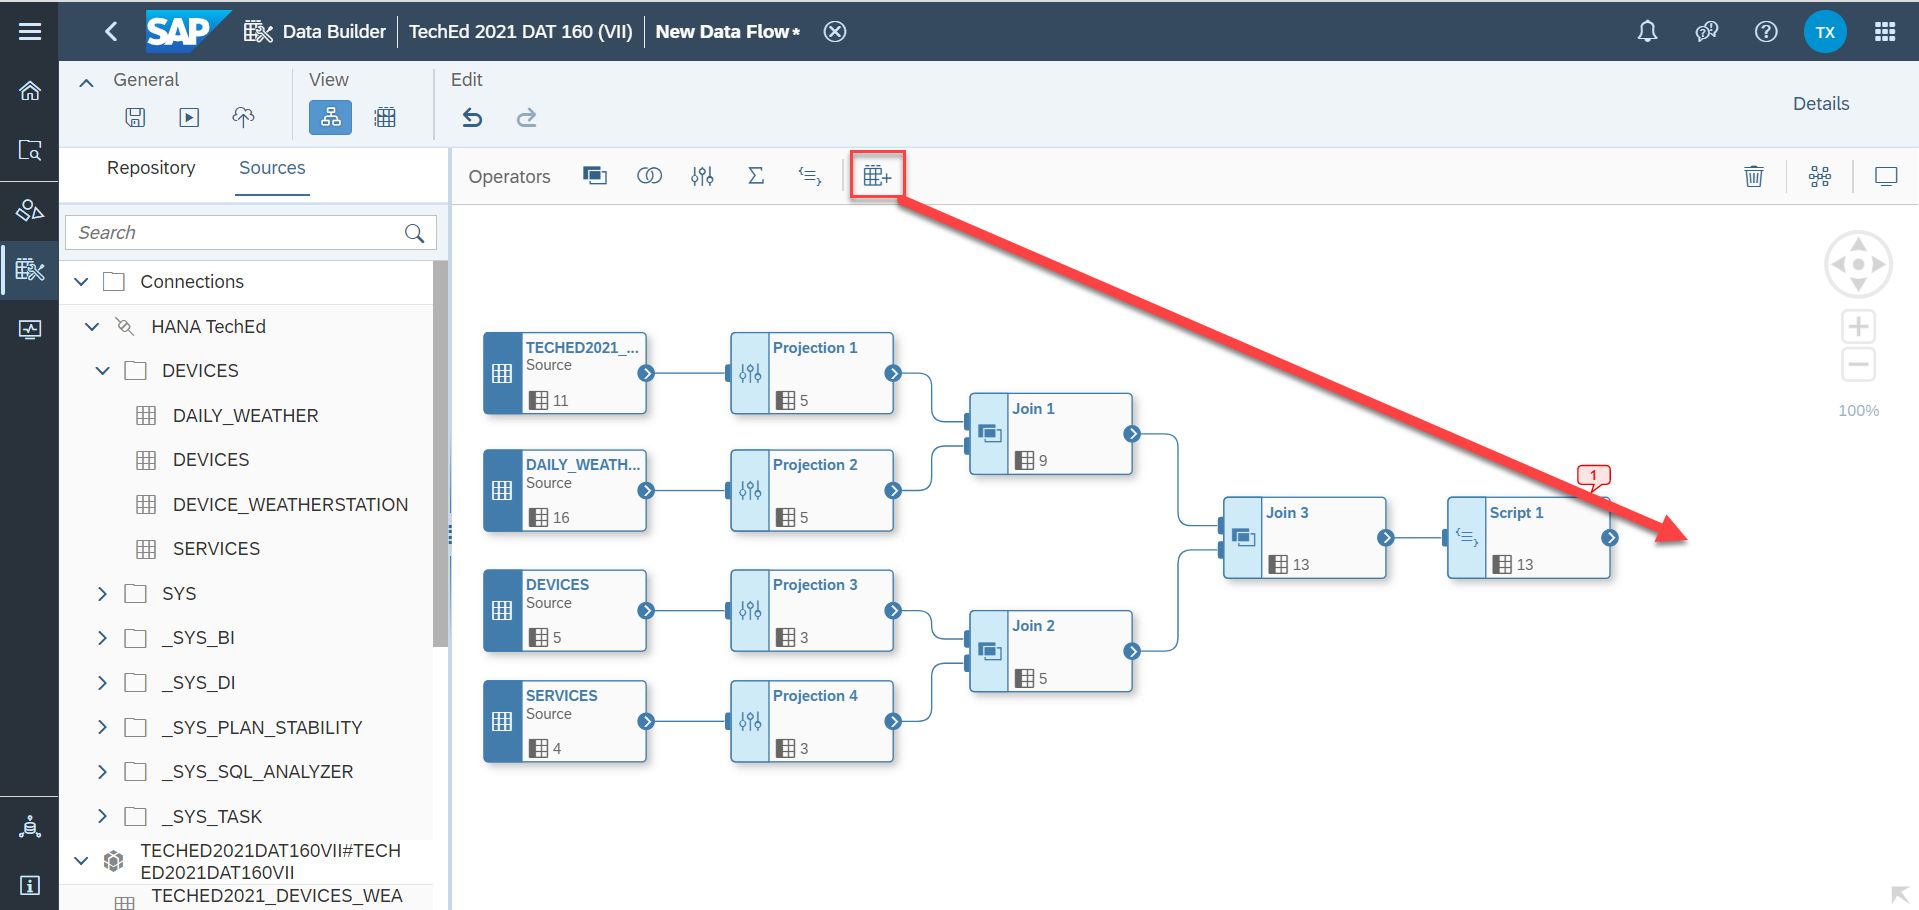 SAP Data Builder TechEd 2021 DAT 160 (VII) New Data Flow* TX
General View Edit
Details
Repository Sources
Operators
Search
Connections
HANA TechEd
DEVICES
DAILY_WEATHER
DEVICES
DEVICE_WEATHERSTATION
SERVICES
SYS
_SYS_BI
_SYS_DI
_SYS_PLAN_STABILITY
_SYS_SQL_ANALYZER
_SYS_TASK
TECHED2021DAT160VII#TECH
ED2021DAT160VII
TECHED2021_DEVICES_WEA
TECHED2021_...
Source
11
Projection 1
5
DAILY_WEATH...
Source
16
Projection 2
5
DEVICES
Source
5
Projection 3
3
SERVICES
Source
4
Projection 4
3
Join 1
9
Join 2
5
Join 3
13
1
Script 1
13
100%